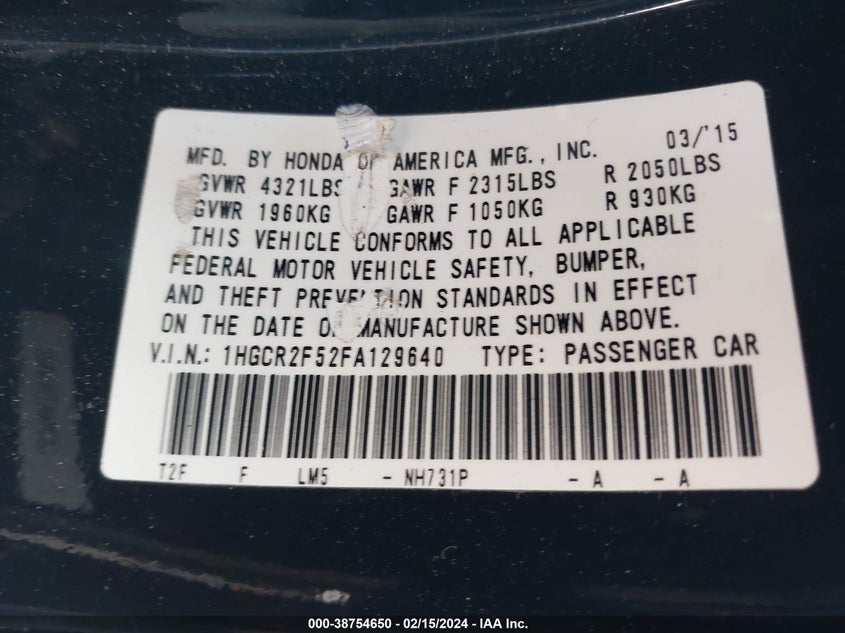 MFD. BY HONDA OF AMERICA MFG., INC. 03/'15
GVWR 4321LBS GAWR F 2315LBS R 2050LBS
GVWR 1960KG GAWR F 1050KG R 930KG
THIS VEHICLE CONFORMS TO ALL APPLICABLE
FEDERAL MOTOR VEHICLE SAFETY, BUMPER,
AND THEFT PREVENTION STANDARDS IN EFFECT
ON THE DATE OF MANUFACTURE SHOWN ABOVE.
V.I.N.: 1HGCR2F52FA129640 TYPE: PASSENGER CAR
T2F F LM5 - NH731P - A - A
000-38754650 - 02/15/2024 - IAA Inc.